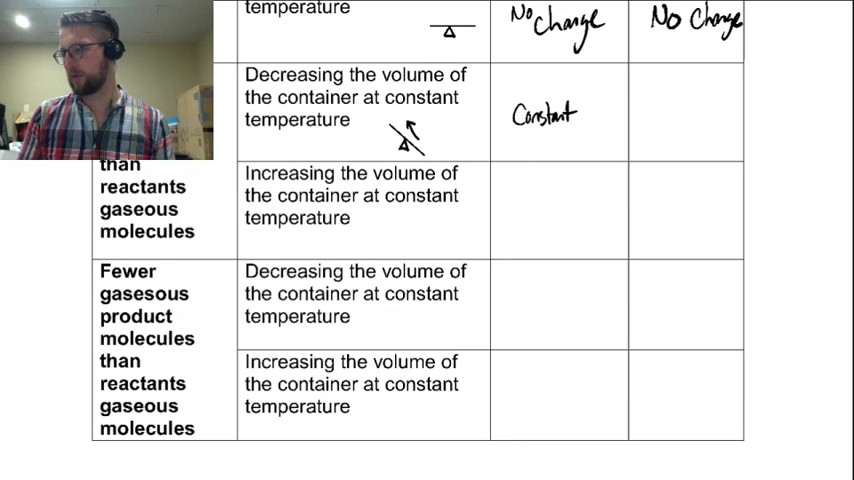 temperature
No change
No change
Decreasing the volume of
the container at constant
temperature
Constant
than
reactants
gaseous
molecules
Increasing the volume of
the container at constant
temperature
Fewer
gasesous
product
molecules
than
reactants
gaseous
molecules
Decreasing the volume of
the container at constant
temperature
Increasing the volume of
the container at constant
temperature